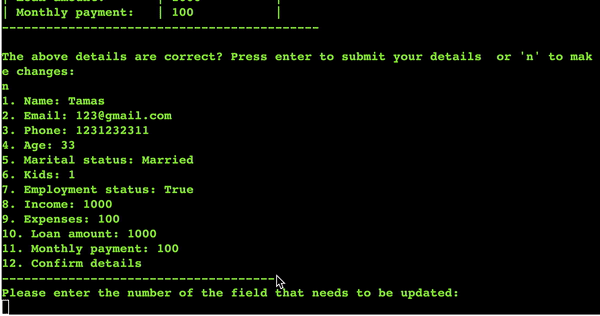 | Monthly payment: | 100 |
-------------------------------------------
The above details are correct? Press enter to submit your details  or 'n' to mak
e changes:
n
1. Name: Tamas
2. Email: 123@gmail.com
3. Phone: 1231232311
4. Age: 33
5. Marital status: Married
6. Kids: 1
7. Employment status: True
8. Income: 1000
9. Expenses: 100
10. Loan amount: 1000
11. Monthly payment: 100
12. Confirm details
-------------------------------------
Please enter the number of the field that needs to be updated: